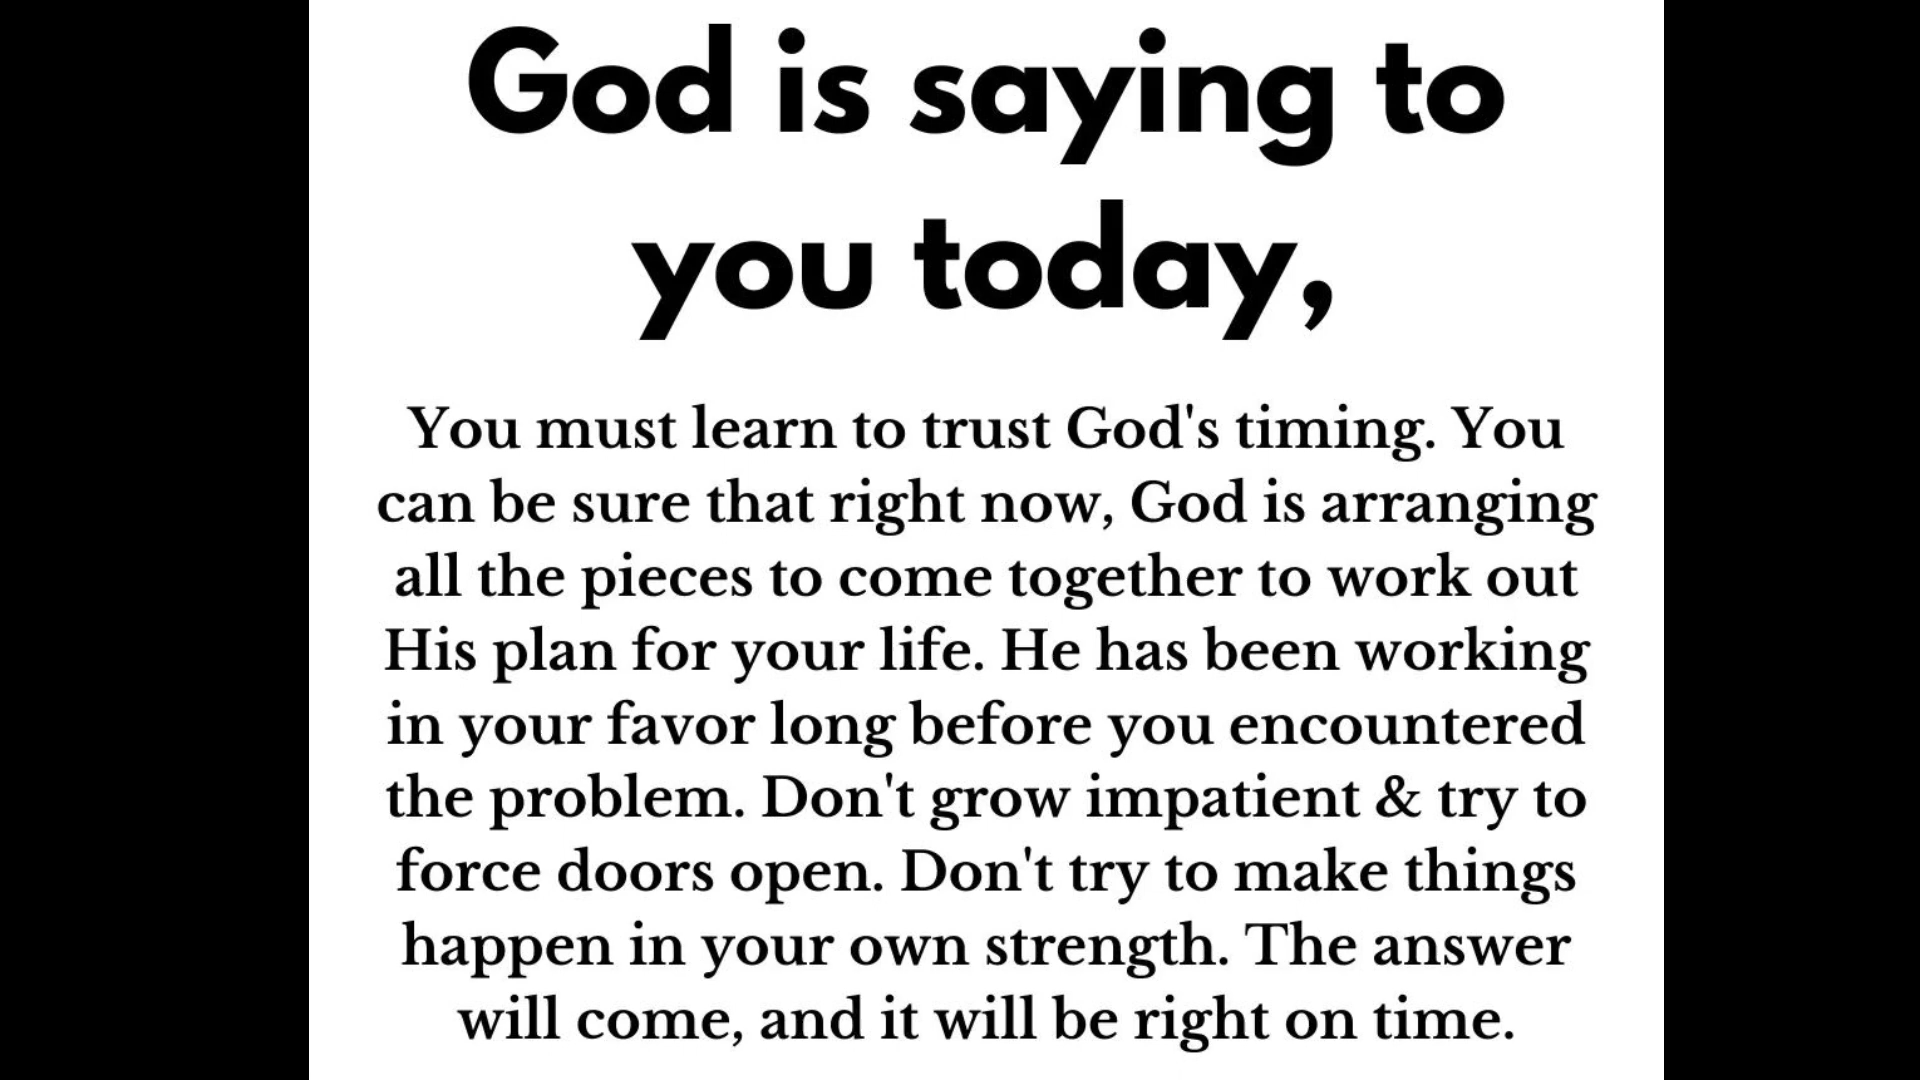 God is saying to
you today,
You must learn to trust God's timing. You
can be sure that right now, God is arranging
all the pieces to come together to work out
His plan for your life. He has been working
in your favor long before you encountered
the problem. Don't grow impatient & try to
force doors open. Don't try to make things
happen in your own strength. The answer
will come, and it will be right on time.